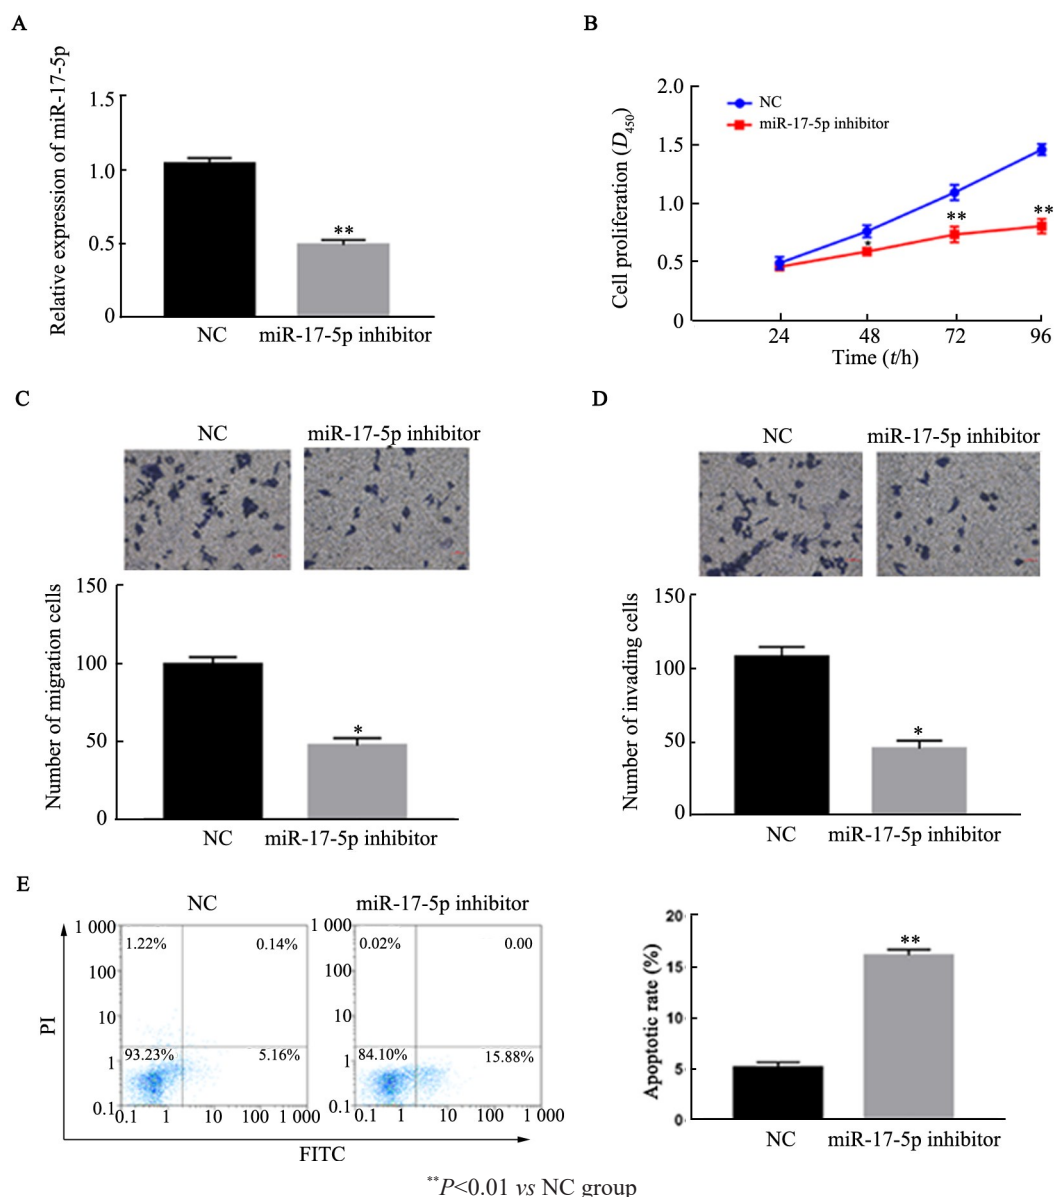 A
Relative expression of miR-17-5p
1.5
1.0
0.5
0
**
NC
miR-17-5p inhibitor
B
Cell proliferation (D450)
2.0
1.5
1.0
0.5
0
NC
miR-17-5p inhibitor
*
**
**
24 48 72 96
Time (t/h)
C
NC
miR-17-5p inhibitor
Number of migration cells
150
100
50
0
*
NC
miR-17-5p inhibitor
D
NC
miR-17-5p inhibitor
Number of invading cells
150
100
50
0
*
NC
miR-17-5p inhibitor
E
NC
PI
1 000
100
10
1
0.1
1.22% 0.14%
93.23% 5.16%
0.1 1 10 100 1 000
miR-17-5p inhibitor
1 000
100
10
1
0.1
0.02% 0.00
84.10% 15.88%
0.1 1 10 100 1 000
FITC
Apoptotic rate (%)
20
15
10
5
0
**
NC
miR-17-5p inhibitor
**P<0.01 vs NC group